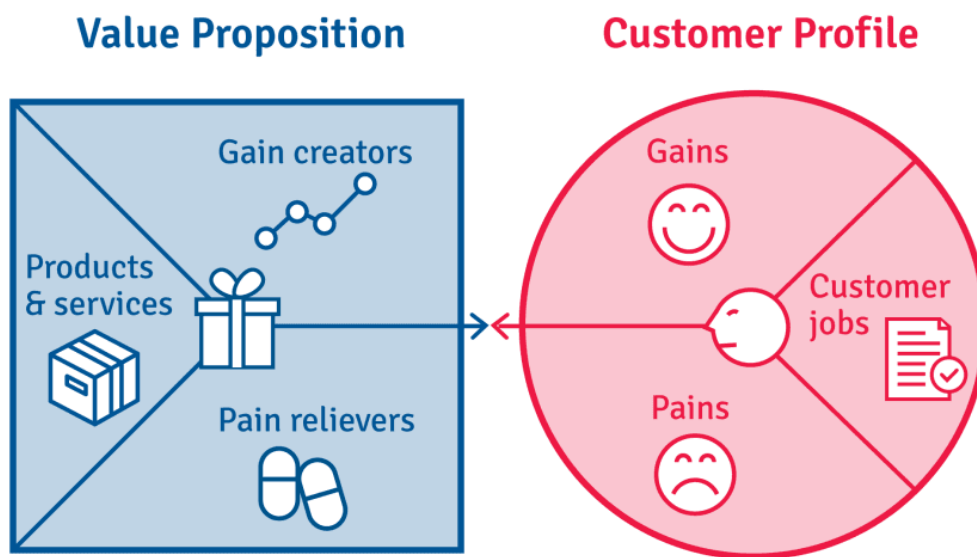 Value Proposition
Customer Profile
Gain creators
Products
& services
Pain relievers
Gains
Customer
jobs
Pains